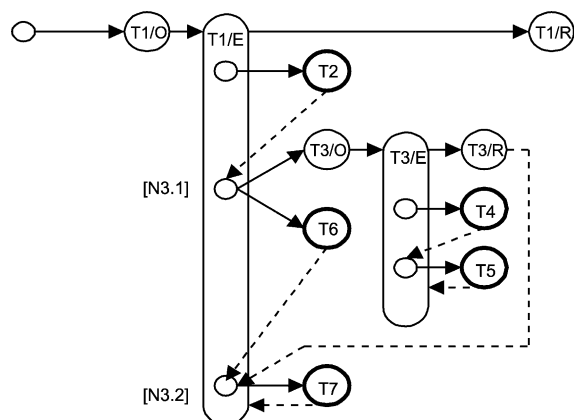 T1/O
T1/E
T1/R
T2
T3/O
T3/E
T3/R
[N3.1]
T4
T6
T5
[N3.2]
T7